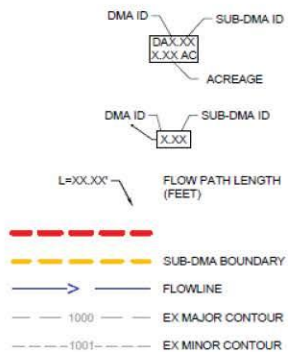 DMA ID SUB-DMA ID
DAX.XX
X.XX AC
ACREAGE
DMA ID SUB-DMA ID
X.XX
L=XX.XX' FLOW PATH LENGTH
(FEET)
SUB-DMA BOUNDARY
FLOWLINE
1000 EX MAJOR CONTOUR
1001 EX MINOR CONTOUR